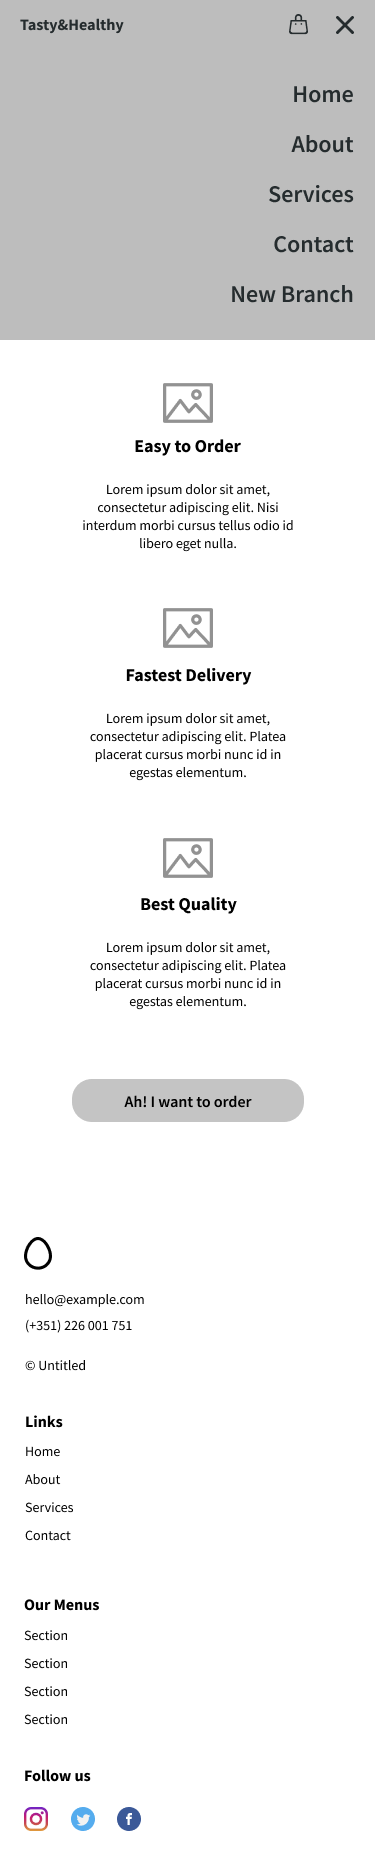 Tasty&Healthy
Home
About
Services
Contact
New Branch
Easy to Order
Lorem ipsum dolor sit amet,
consectetur adipiscing elit. Nisi
interdum morbi cursus tellus odio id
libero eget nulla.
Fastest Delivery
Lorem ipsum dolor sit amet,
consectetur adipiscing elit. Platea
placerat cursus morbi nunc id in
egestas elementum.
Best Quality
Lorem ipsum dolor sit amet,
consectetur adipiscing elit. Platea
placerat cursus morbi nunc id in
egestas elementum.
Ah! I want to order
hello@example.com
(+351) 226 001 751
© Untitled
Links
Home
About
Services
Contact
Our Menus
Section
Section
Section
Section
Follow us